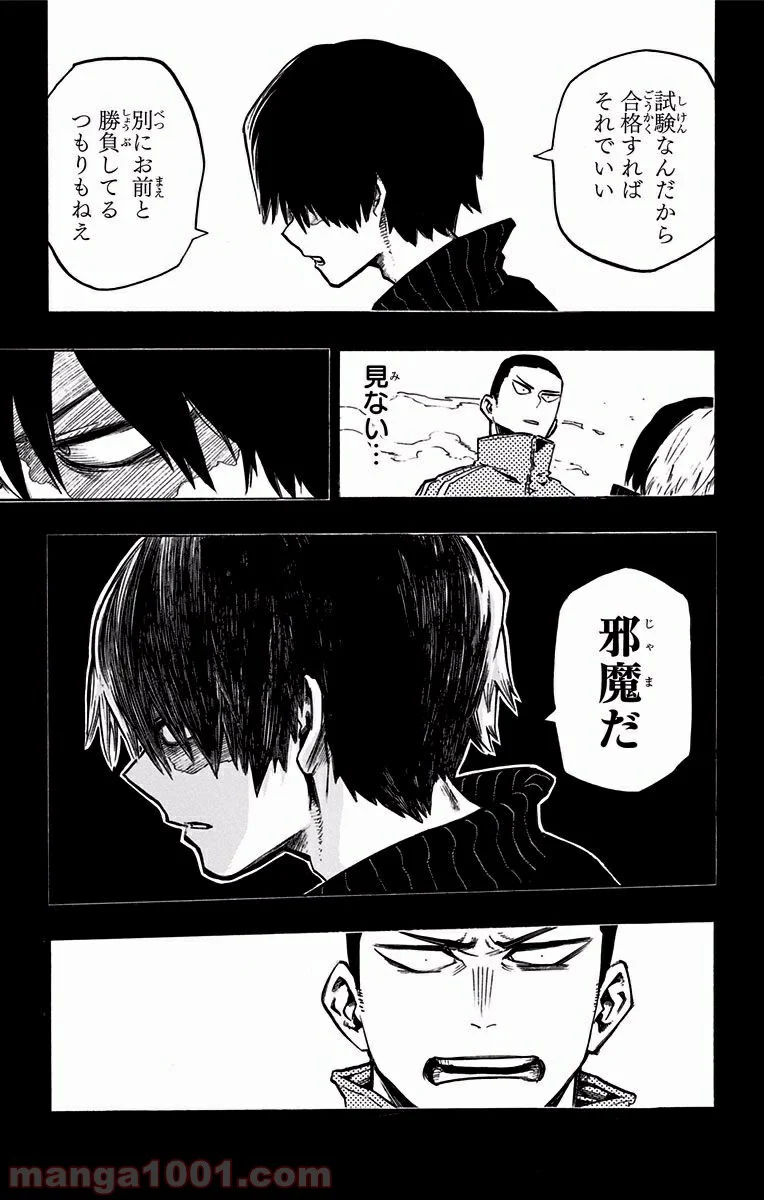 試験なんだから
合格すれば
それでいい
別にお前と
勝負してる
つもりもねえ
見ない…
邪魔だ
manga1001.com